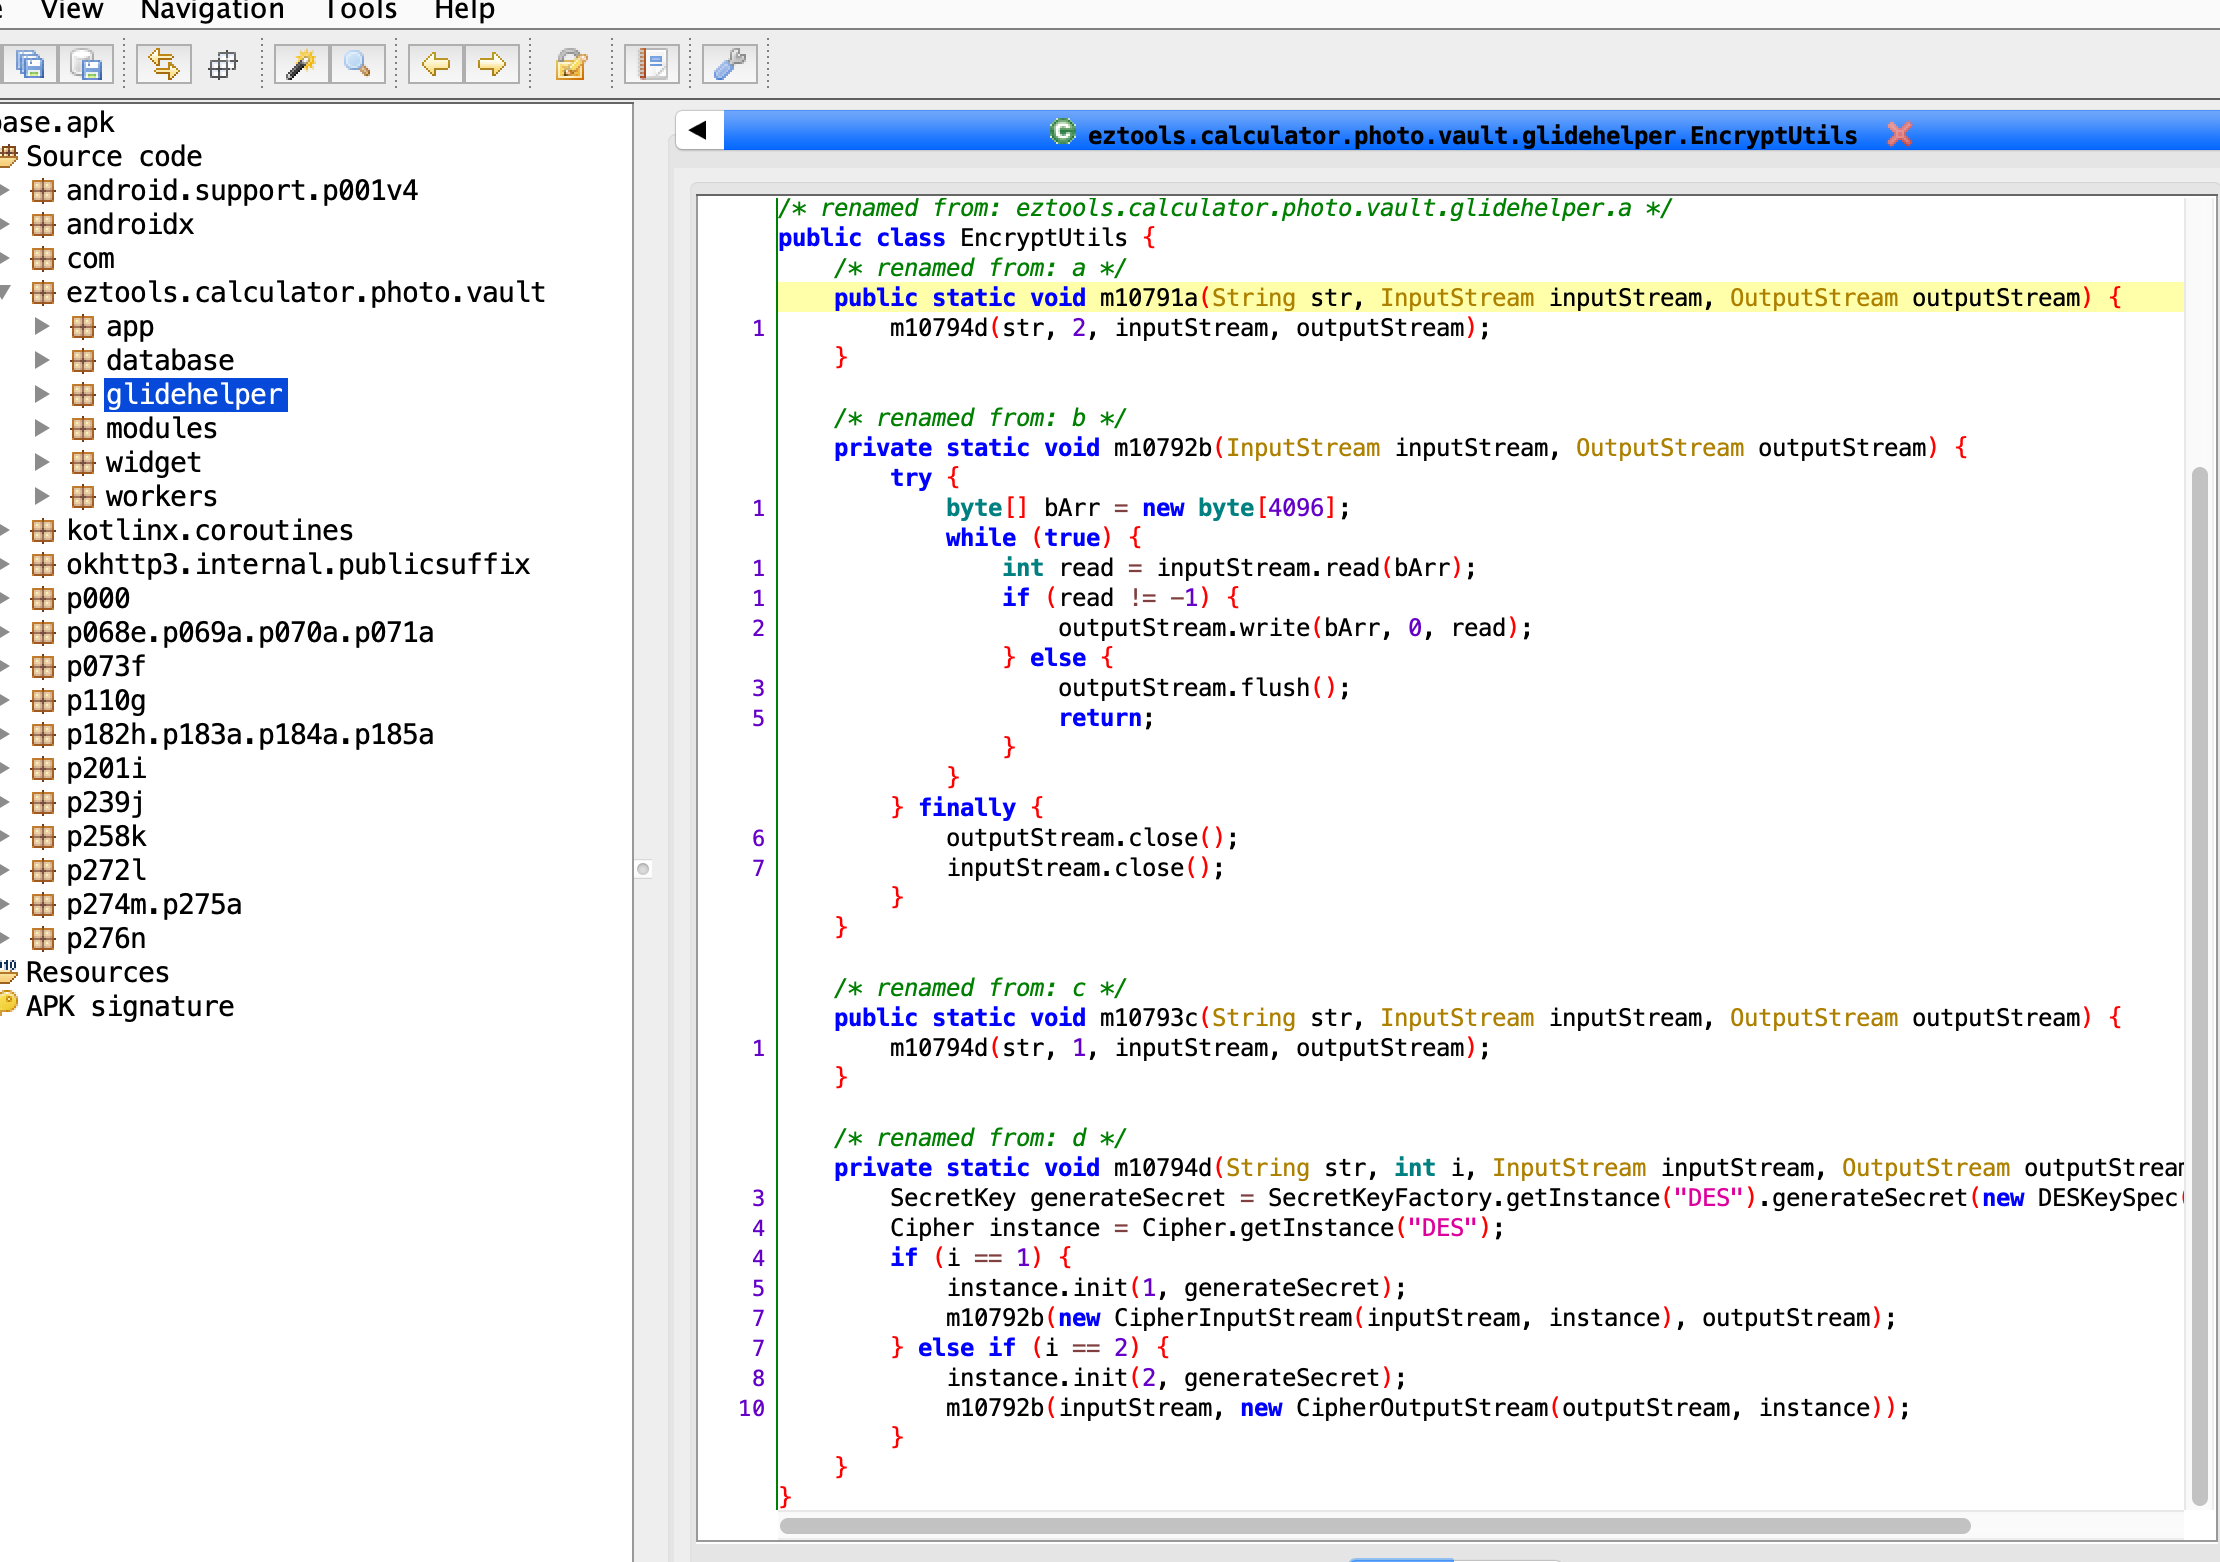 View Navigation Tools Help
base.apk
Source code
android.support.p001v4
androidx
com
eztools.calculator.photo.vault
app
database
glidehelper
modules
widget
workers
kotlinx.coroutines
okhttp3.internal.publicsuffix
p000
p068e.p069a.p070a.p071a
p073f
p110g
p182h.p183a.p184a.p185a
p201i
p239j
p258k
p272l
p274m.p275a
p276n
Resources
APK signature
eztools.calculator.photo.vault.glidehelper.EncryptUtils
/* renamed from: eztools.calculator.photo.vault.glidehelper.a */
public class EncryptUtils {
/* renamed from: a */
public static void m10791a(String str, InputStream inputStream, OutputStream outputStream) {
1 m10794d(str, 2, inputStream, outputStream);
}
/* renamed from: b */
private static void m10792b(InputStream inputStream, OutputStream outputStream) {
try {
1 byte[] bArr = new byte[4096];
while (true) {
1 int read = inputStream.read(bArr);
1 if (read != -1) {
2 outputStream.write(bArr, 0, read);
} else {
3 outputStream.flush();
5 return;
}
}
} finally {
6 outputStream.close();
7 inputStream.close();
}
}
/* renamed from: c */
public static void m10793c(String str, InputStream inputStream, OutputStream outputStream) {
1 m10794d(str, 1, inputStream, outputStream);
}
/* renamed from: d */
private static void m10794d(String str, int i, InputStream inputStream, OutputStream outputStream
3 SecretKey generateSecret = SecretKeyFactory.getInstance("DES").generateSecret(new DESKeySpec(
4 Cipher instance = Cipher.getInstance("DES");
4 if (i == 1) {
5 instance.init(1, generateSecret);
7 m10792b(new CipherInputStream(inputStream, instance), outputStream);
7 } else if (i == 2) {
8 instance.init(2, generateSecret);
10 m10792b(inputStream, new CipherOutputStream(outputStream, instance));
}
}
}